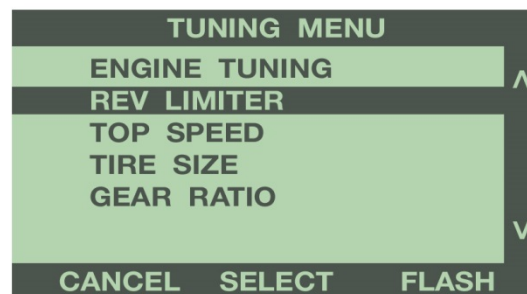 TUNING MENU
ENGINE TUNING
REV LIMITER
TOP SPEED
TIRE SIZE
GEAR RATIO
CANCEL SELECT FLASH